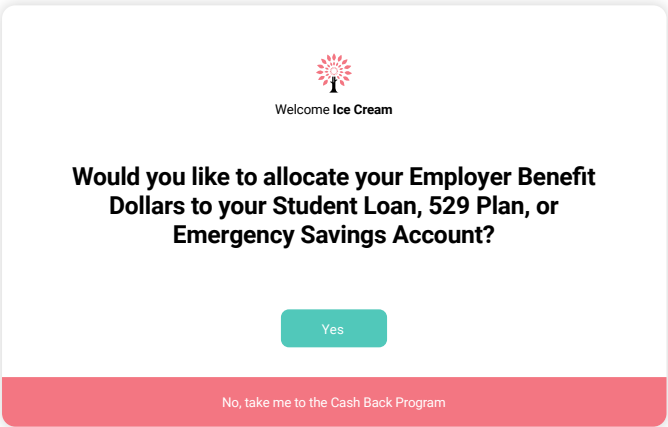 Welcome Ice Cream
Would you like to allocate your Employer Benefit
Dollars to your Student Loan, 529 Plan, or
Emergency Savings Account?
Yes
No, take me to the Cash Back Program